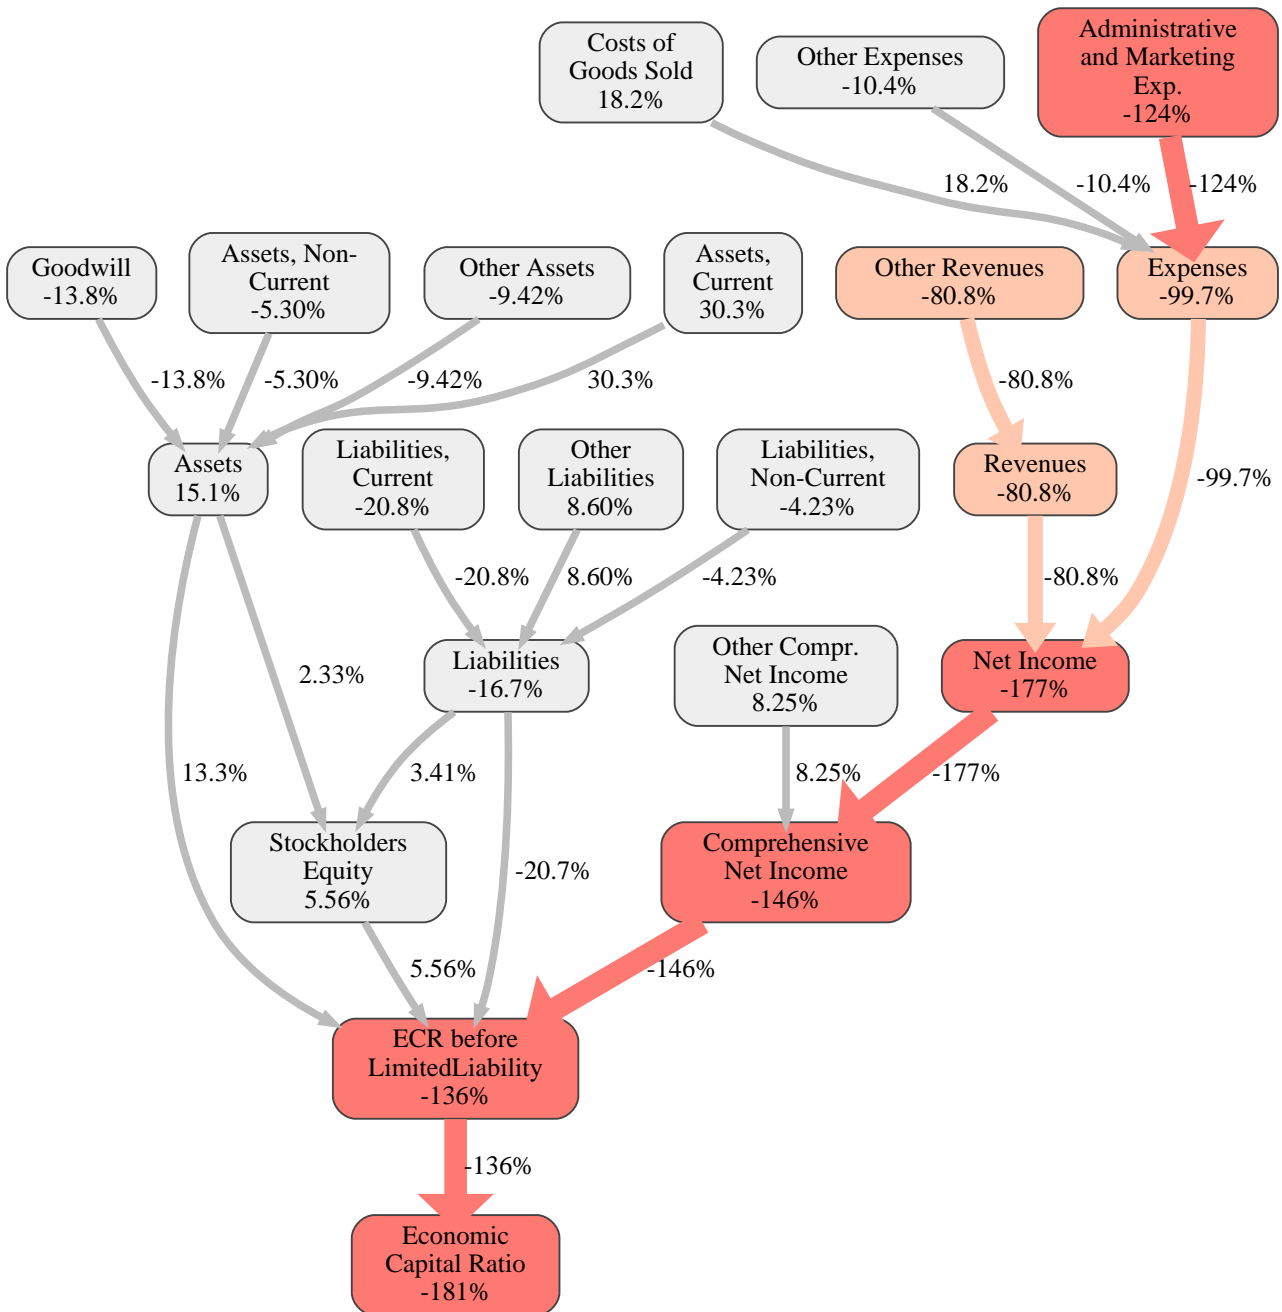 Costs of
Goods Sold
18.2%
Other Expenses
-10.4%
Administrative
and Marketing
Exp.
-124%
18.2%
-10.4%
-124%
Goodwill
-13.8%
Assets, Non-
Current
-5.30%
Other Assets
-9.42%
Assets,
Current
30.3%
Other Revenues
-80.8%
Expenses
-99.7%
-13.8%
-5.30%
-9.42%
30.3%
-80.8%
-99.7%
Assets
15.1%
Liabilities,
Current
-20.8%
Other
Liabilities
8.60%
Liabilities,
Non-Current
-4.23%
Revenues
-80.8%
-20.8%
8.60%
-4.23%
-80.8%
2.33%
Liabilities
-16.7%
Other Compr.
Net Income
8.25%
Net Income
-177%
13.3%
3.41%
8.25%
-177%
Stockholders
Equity
5.56%
-20.7%
Comprehensive
Net Income
-146%
5.56%
-146%
ECR before
LimitedLiability
-136%
-136%
Economic
Capital Ratio
-181%